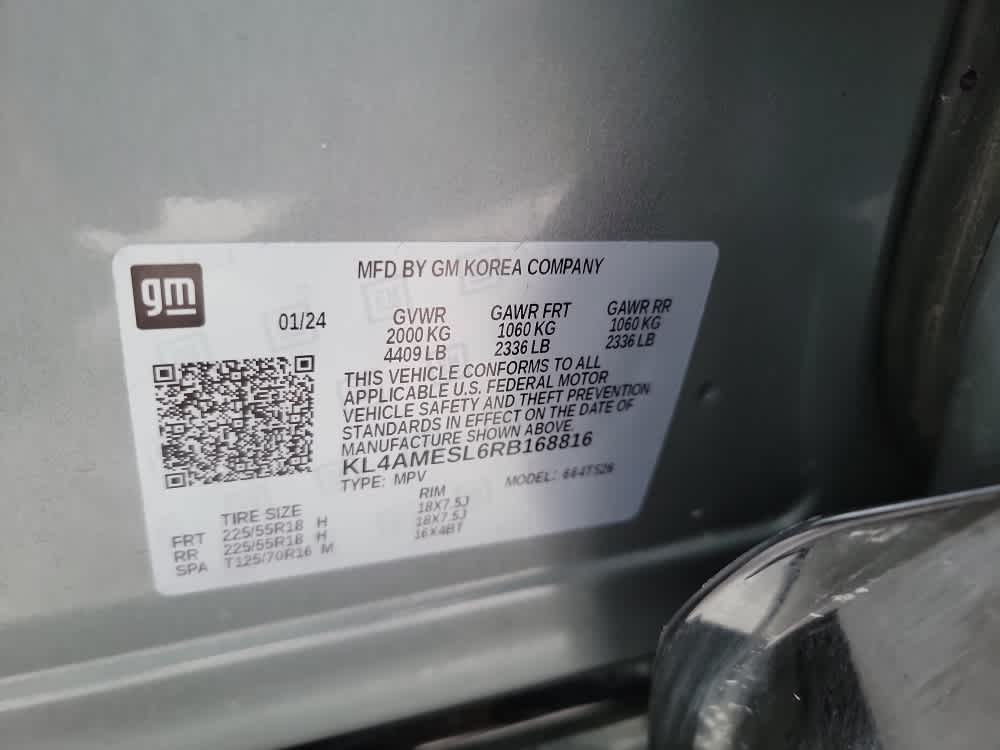 gm
MFD BY GM KOREA COMPANY
01/24
GVWR GAWR FRT GAWR RR
2000 KG 1060 KG 1060 KG
4409 LB 2336 LB 2336 LB
THIS VEHICLE CONFORMS TO ALL
APPLICABLE U.S. FEDERAL MOTOR
VEHICLE SAFETY AND THEFT PREVENTION
STANDARDS IN EFFECT ON THE DATE OF
MANUFACTURE SHOWN ABOVE.
KL4AMESL6RB168816
TYPE: MPV MODEL:
TIRE SIZE RIM
FRT 225/55R18 H 18X7.5J
RR 225/55R18 H 18X7.5J
SPA T125/70R16 M 16X4BT